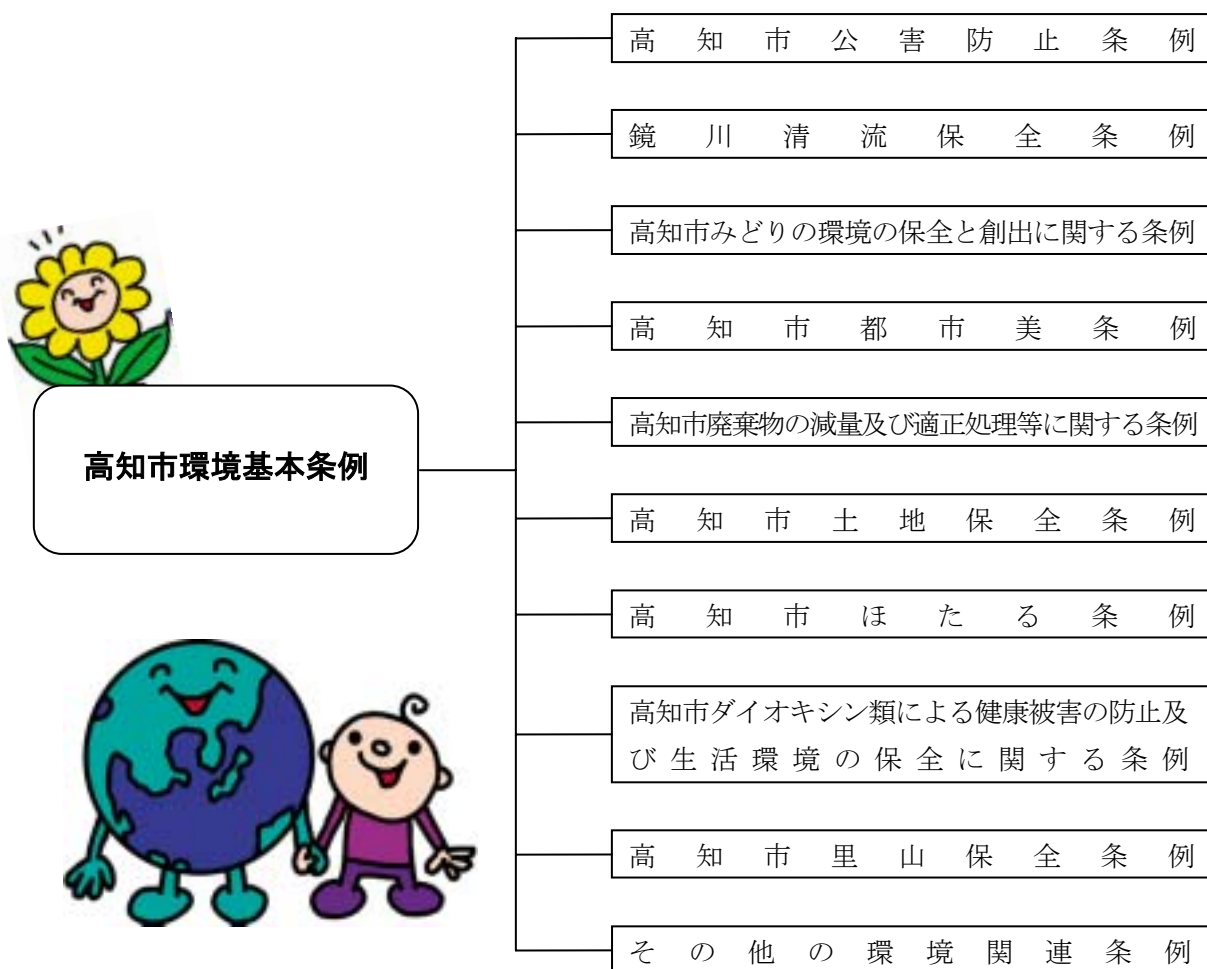 高知市公害防止条例
鏡川清流保全条例
高知市みどりの環境の保全と創出に関する条例
高知市都市美条例
高知市廃棄物の減量及び適正処理等に関する条例
高知市環境基本条例
高知市土地保全条例
高知市ほたる条例
高知市ダイオキシン類による健康被害の防止及
び生活環境の保全に関する条例
高知市里山保全条例
その他の環境関連条例